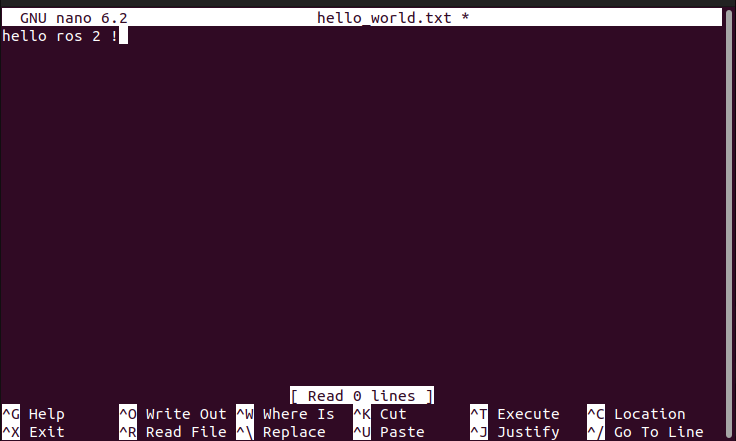 GNU nano 6.2 hello_world.txt *
hello ros 2 !
[ Read 0 lines ]
^G Help ^O Write Out ^W Where Is ^K Cut ^T Execute ^C Location
^X Exit ^R Read File ^\ Replace ^U Paste ^J Justify ^/ Go To Line